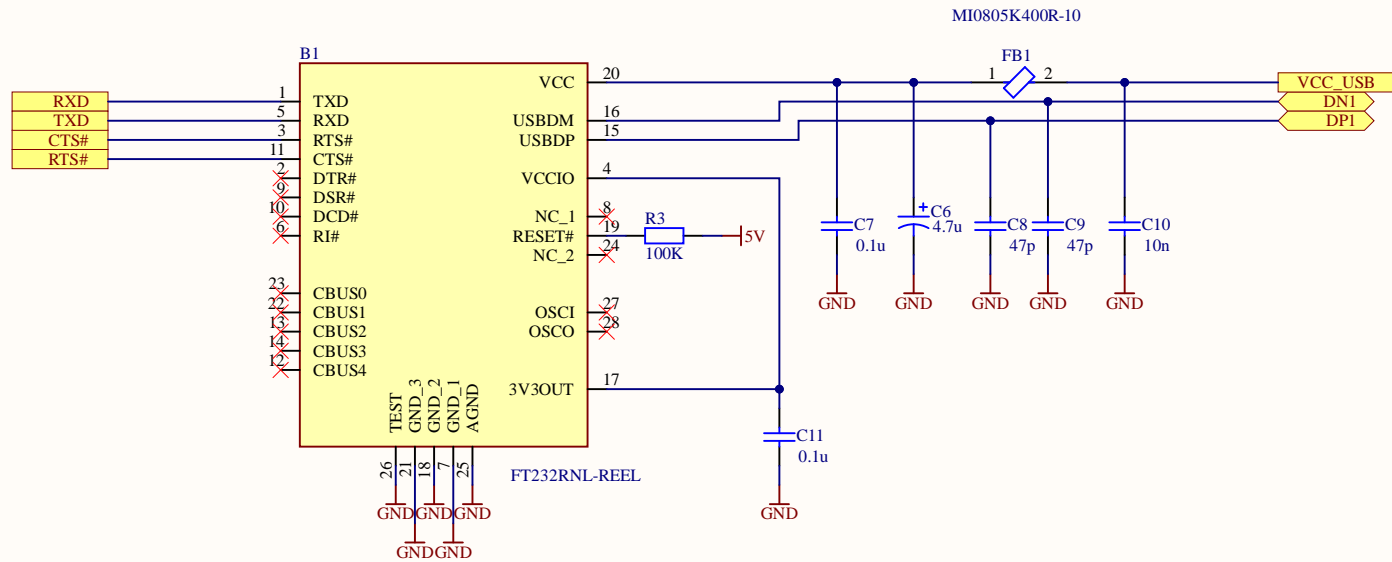 MI0805K400R-10
B1
FB1
VCC 20
1 2
VCC_USB
RXD 1 TXD
DN1
TXD 5 RXD
USBDM 16
DP1
CTS# 3 RTS#
USBDP 15
RTS# 11 CTS#
2 DTR#
VCCIO 4
9 DSR#
10 DCD#
NC_1 8
6 RI#
RESET# 19
R3
100K
5V
NC_2 24
C7
0.1u
+
C6
4.7u
C8
47p
C9
47p
C10
10n
GND
GND
GND
GND
GND
23 CBUS0
22 CBUS1
OSCI 27
13 CBUS2
OSCO 28
14 CBUS3
12 CBUS4
3V3OUT 17
TEST
GND_3
GND_2
GND_1
AGND
C11
0.1u
26
21
18
7
25
FT232RNL-REEL
GND
GND
GND
GND
GND
GND